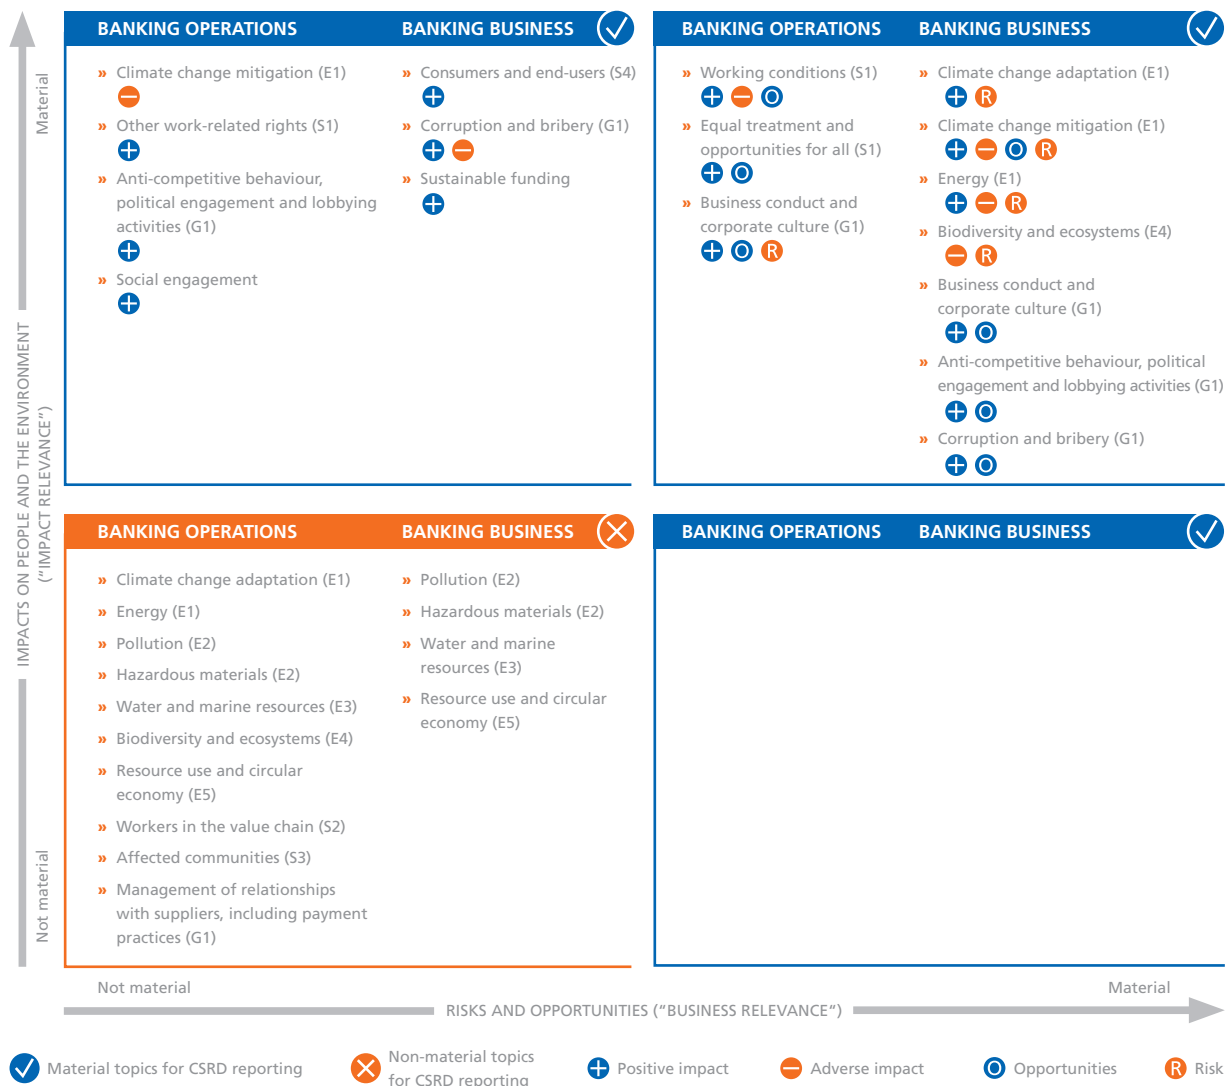 BANKING OPERATIONS
BANKING BUSINESS
» Climate change mitigation (E1)
» Other work-related rights (S1)
» Anti-competitive behaviour,
political engagement and lobbying
activities (G1)
» Social engagement
» Consumers and end-users (S4)
» Corruption and bribery (G1)
» Sustainable funding
BANKING OPERATIONS
BANKING BUSINESS
» Working conditions (S1)
O
» Equal treatment and
opportunities for all (S1)
O
» Business conduct and
corporate culture (G1)
O R
» Climate change adaptation (E1)
R
» Climate change mitigation (E1)
O R
» Energy (E1)
R
» Biodiversity and ecosystems (E4)
R
» Business conduct and
corporate culture (G1)
O
» Anti-competitive behaviour, political
engagement and lobbying activities (G1)
O
» Corruption and bribery (G1)
O
BANKING OPERATIONS
BANKING BUSINESS
» Climate change adaptation (E1)
» Energy (E1)
» Pollution (E2)
» Hazardous materials (E2)
» Water and marine resources (E3)
» Biodiversity and ecosystems (E4)
» Resource use and circular
economy (E5)
» Workers in the value chain (S2)
» Affected communities (S3)
» Management of relationships
with suppliers, including payment
practices (G1)
» Pollution (E2)
» Hazardous materials (E2)
» Water and marine
resources (E3)
» Resource use and circular
economy (E5)
BANKING OPERATIONS
BANKING BUSINESS
Material
IMPACTS ON PEOPLE AND THE ENVIRONMENT
("IMPACT RELEVANCE")
Not material
Not material
Material
RISKS AND OPPORTUNITIES ("BUSINESS RELEVANCE")
Material topics for CSRD reporting
Non-material topics
for CSRD reporting
Positive impact
Adverse impact
O Opportunities
R Risk